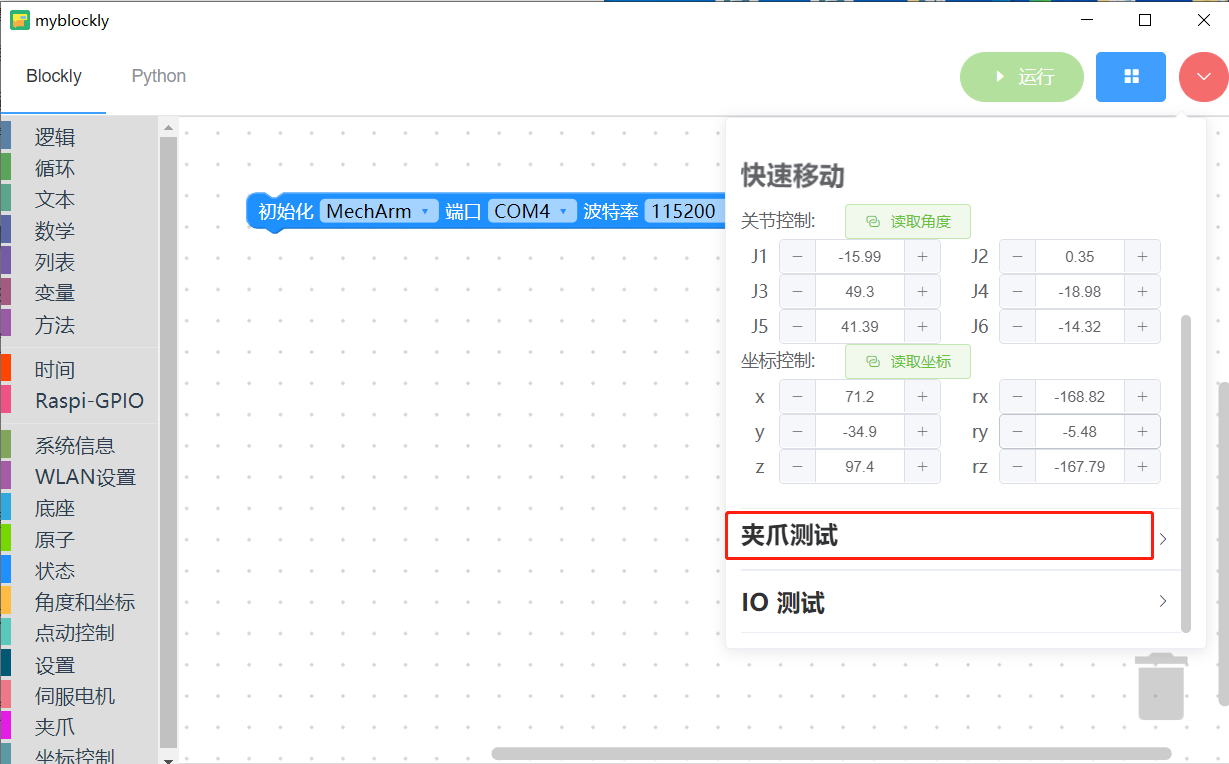 myblockly
Blockly Python 运行
逻辑
循环
文本
数学
列表
变量
方法
时间
Raspi-GPIO
系统信息
WLAN设置
底座
原子
状态
角度和坐标
点动控制
设置
伺服电机
夹爪
坐标控制
初始化 MechArm 端口 COM4 波特率 115200
快速移动
关节控制: 读取角度
J1 − -15.99 + J2 − 0.35 +
J3 − 49.3 + J4 − -18.98 +
J5 − 41.39 + J6 − -14.32 +
坐标控制: 读取坐标
x − 71.2 + rx − -168.82 +
y − -34.9 + ry − -5.48 +
z − 97.4 + rz − -167.79 +
夹爪测试
IO 测试